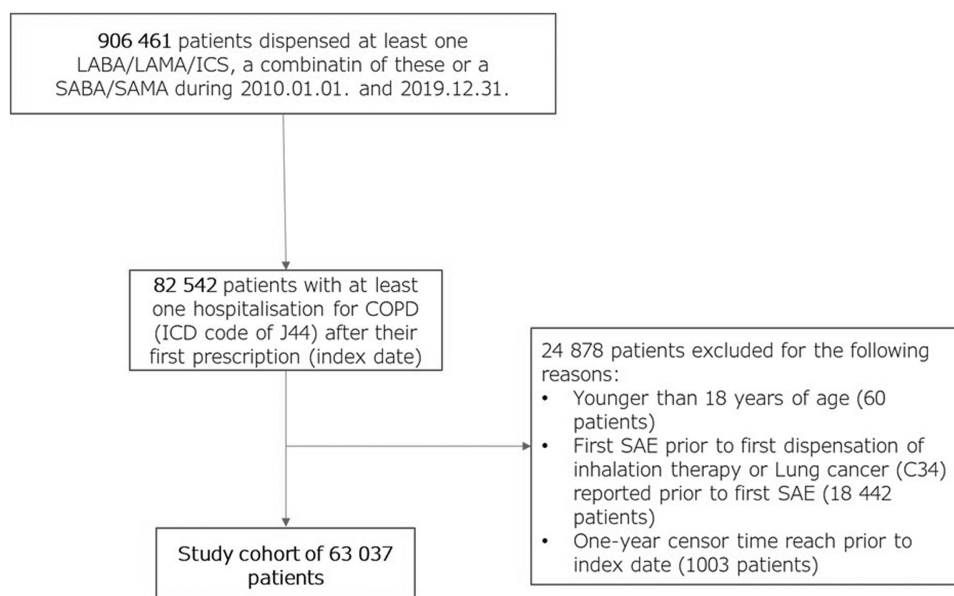 906 461 patients dispensed at least one
LABA/LAMA/ICS, a combinatin of these or a
SABA/SAMA during 2010.01.01. and 2019.12.31.
82 542 patients with at least
one hospitalisation for COPD
(ICD code of J44) after their
first prescription (index date)
24 878 patients excluded for the following
reasons:
• Younger than 18 years of age (60
patients)
• First SAE prior to first dispensation of
inhalation therapy or Lung cancer (C34)
reported prior to first SAE (18 442
patients)
• One-year censor time reach prior to
index date (1003 patients)
Study cohort of 63 037
patients